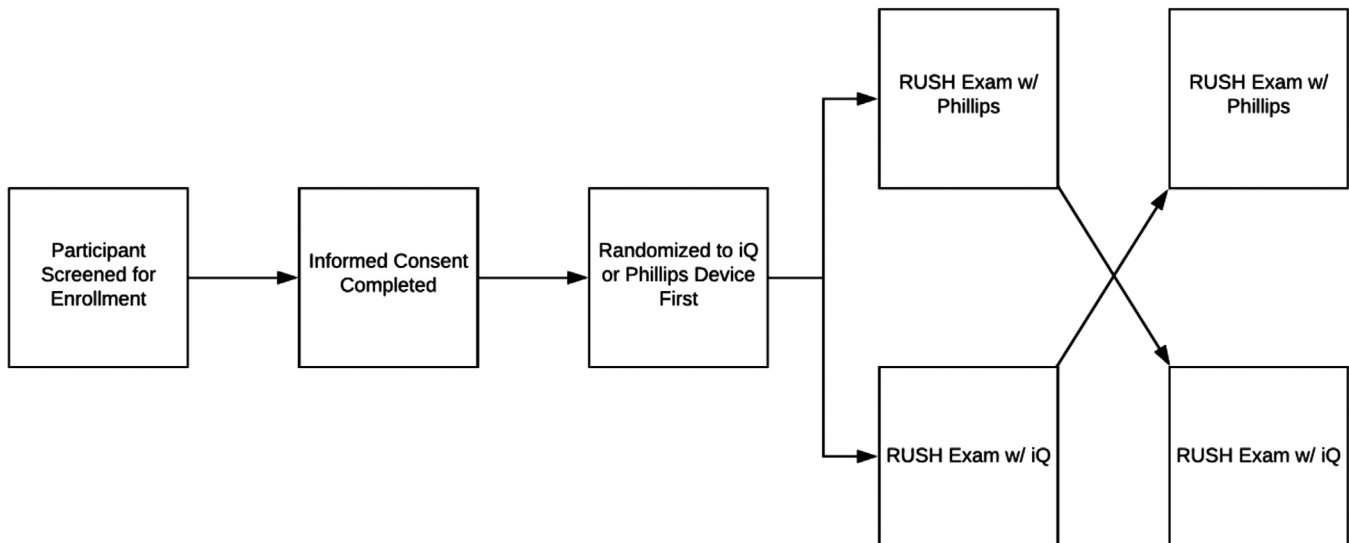 Participant
Screened for
Enrollment
Informed Consent
Completed
Randomized to iQ
or Phillips Device
First
RUSH Exam w/
Phillips
RUSH Exam w/ iQ
RUSH Exam w/
Phillips
RUSH Exam w/ iQ